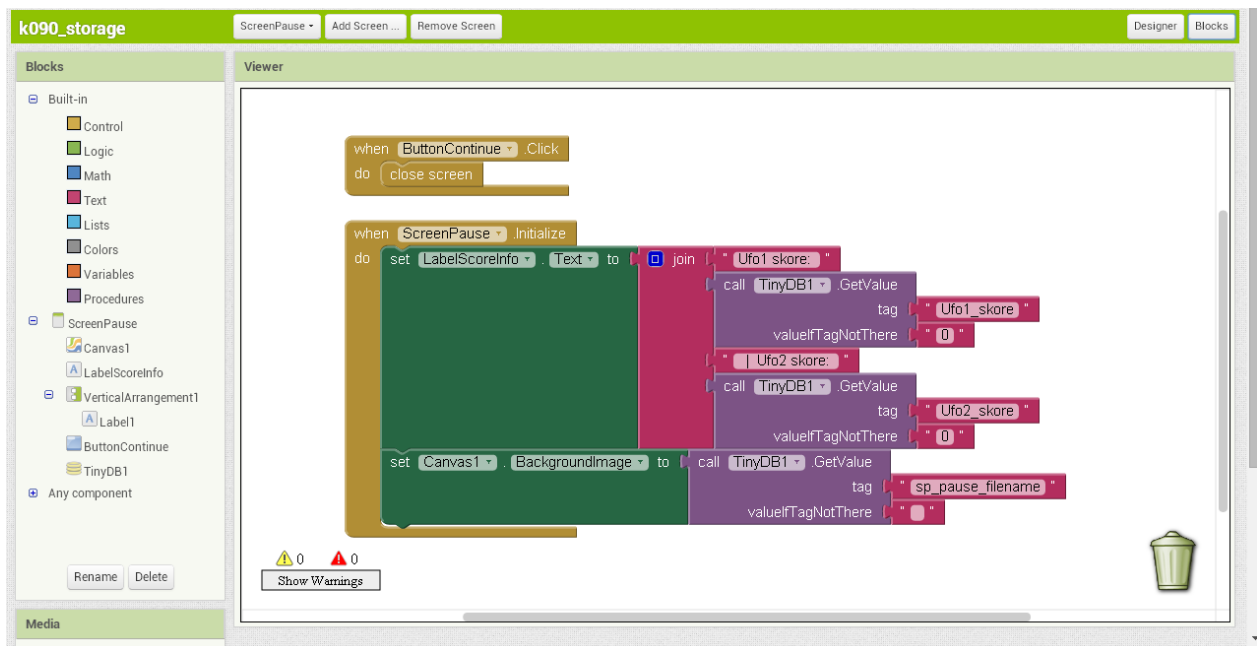 k090_storage
ScreenPause
Add Screen ...
Remove Screen
Designer
Blocks
Blocks
Built-in
Control
Logic
Math
Text
Lists
Colors
Variables
Procedures
ScreenPause
Canvas1
LabelScoreInfo
VerticalArrangement1
Label1
ButtonContinue
TinyDB1
Any component
Rename
Delete
Media
Viewer
when ButtonContinue .Click
do close screen
when ScreenPause .Initialize
do set LabelScoreInfo . Text to join " Ufo1 skore: "
call TinyDB1 .GetValue
tag " Ufo1_skore "
valueIfTagNotThere " 0 "
" | Ufo2 skore: "
call TinyDB1 .GetValue
tag " Ufo2_skore "
valueIfTagNotThere " 0 "
set Canvas1 . BackgroundImage to call TinyDB1 .GetValue
tag " sp_pause_filename "
valueIfTagNotThere " "
0 0
Show Warnings